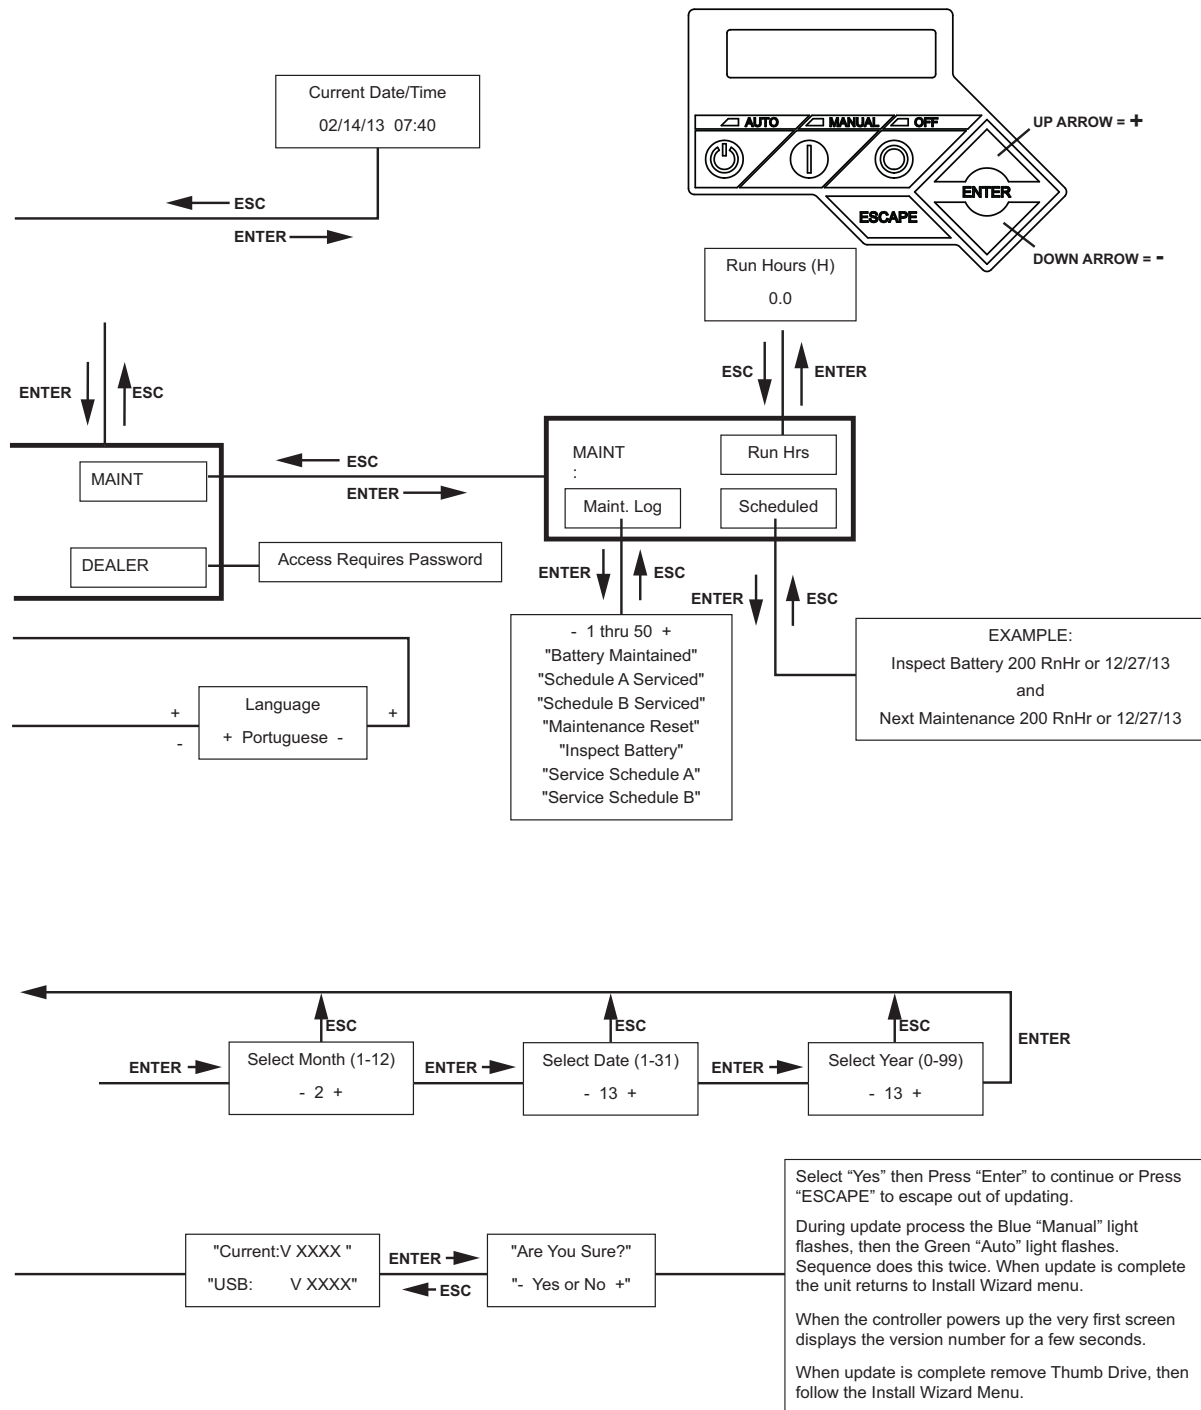 Current Date/Time
02/14/13 07:40
ESC
ENTER
AUTO
MANUAL
OFF
UP ARROW = +
ENTER
ESCAPE
DOWN ARROW = -
Run Hours (H)
0.0
ESC
ENTER
ENTER
ESC
MAINT
DEALER
Access Requires Password
ESC
ENTER
MAINT
:
Run Hrs
Maint. Log
Scheduled
ENTER
ESC
ENTER
ESC
- 1 thru 50 +
"Battery Maintained"
"Schedule A Serviced"
"Schedule B Serviced"
"Maintenance Reset"
"Inspect Battery"
"Service Schedule A"
"Service Schedule B"
EXAMPLE:
Inspect Battery 200 RnHr or 12/27/13
and
Next Maintenance 200 RnHr or 12/27/13
+
-
Language
+ Portuguese -
+
ESC
ESC
ESC
ENTER
ENTER
Select Month (1-12)
- 2 +
ENTER
Select Date (1-31)
- 13 +
ENTER
Select Year (0-99)
- 13 +
"Current:V XXXX "
"USB: V XXXX"
ENTER
ESC
"Are You Sure?"
"- Yes or No +"
Select “Yes” then Press “Enter” to continue or Press
“ESCAPE” to escape out of updating.
During update process the Blue “Manual” light
flashes, then the Green “Auto” light flashes.
Sequence does this twice. When update is complete
the unit returns to Install Wizard menu.
When the controller powers up the very first screen
displays the version number for a few seconds.
When update is complete remove Thumb Drive, then
follow the Install Wizard Menu.